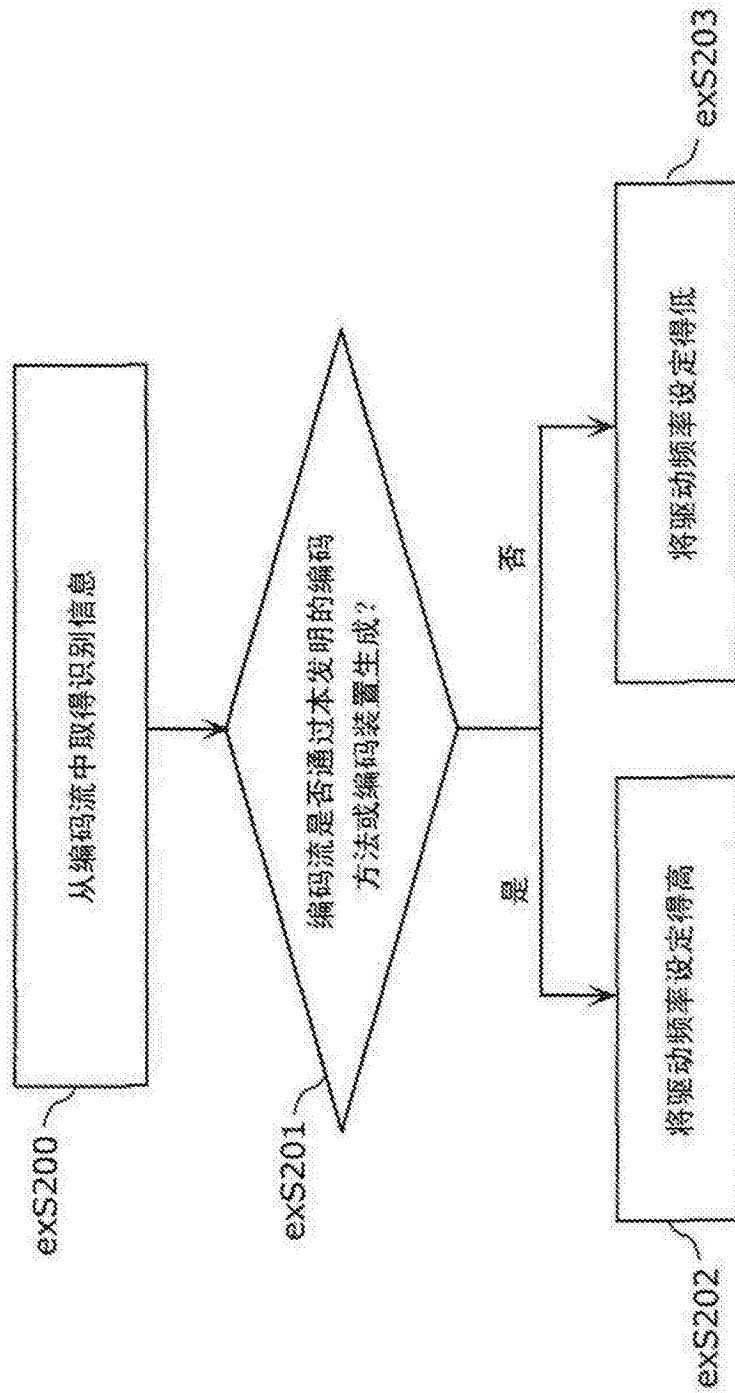 exS200
从编码流中取得识别信息
exS201
编码流是否通过本发明的编码
方法或编码装置生成？
是
否
exS202
将驱动频率设定得高
exS203
将驱动频率设定得低